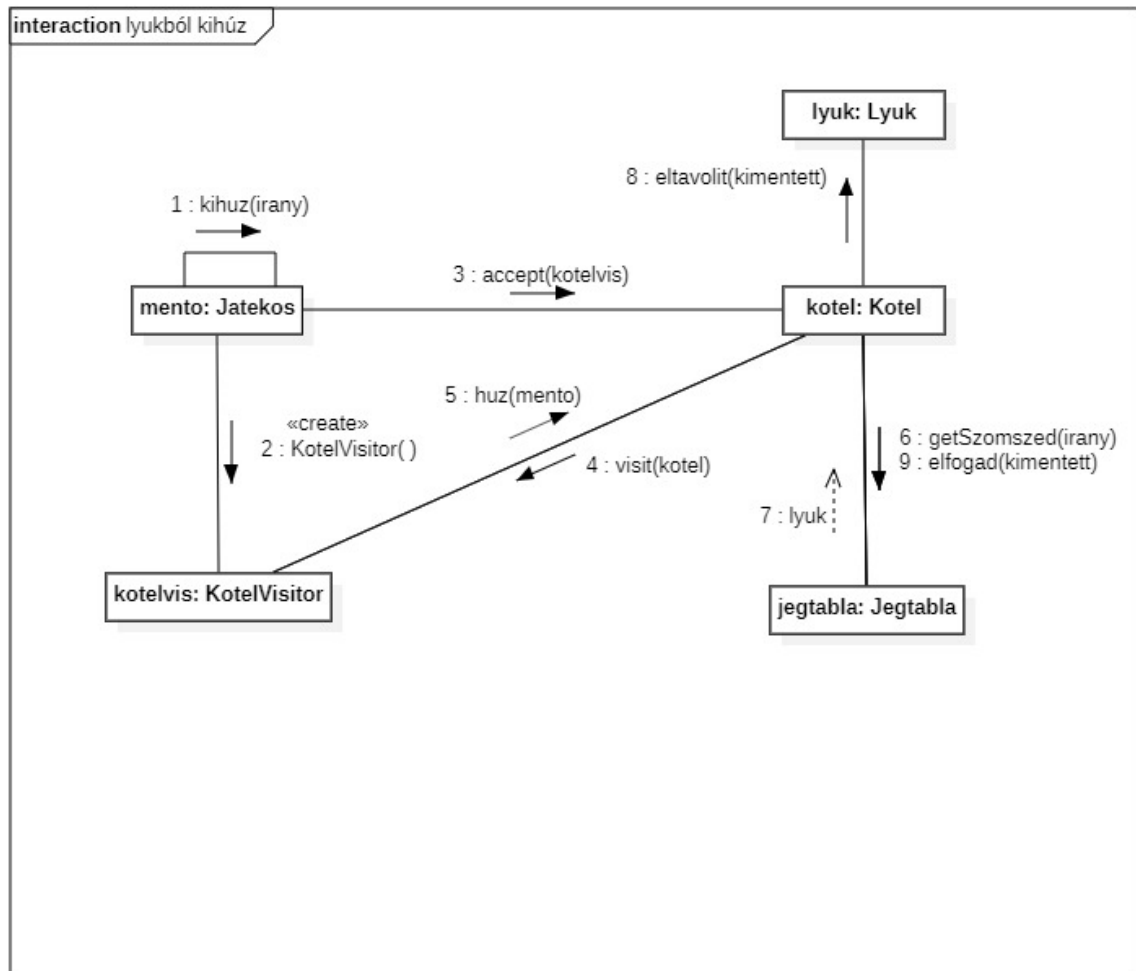 interaction lyukból kihúz
lyuk: Lyuk
8 : eltavolit(kimentett)
1 : kihuz(irany)
3 : accept(kotelvis)
mento: Jatekos
kotel: Kotel
5 : huz(mento)
«create»
2 : KotelVisitor( )
4 : visit(kotel)
6 : getSzomszed(irany)
9 : elfogad(kimentett)
7 : lyuk
kotelvis: KotelVisitor
jegtabla: Jegtabla